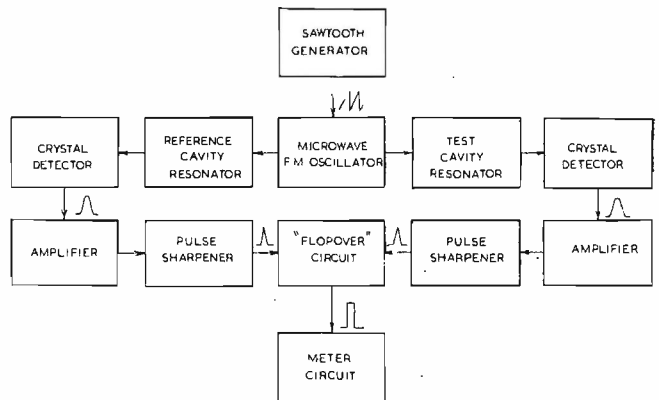 SAWTOOTH
GENERATOR
CRYSTAL
DETECTOR
REFERENCE
CAVITY
RESONATOR
MICROWAVE
FM OSCILLATOR
TEST
CAVITY
RESONATOR
CRYSTAL
DETECTOR
AMPLIFIER
PULSE
SHARPENER
"FLOPOVER"
CIRCUIT
PULSE
SHARPENER
AMPLIFIER
METER
CIRCUIT